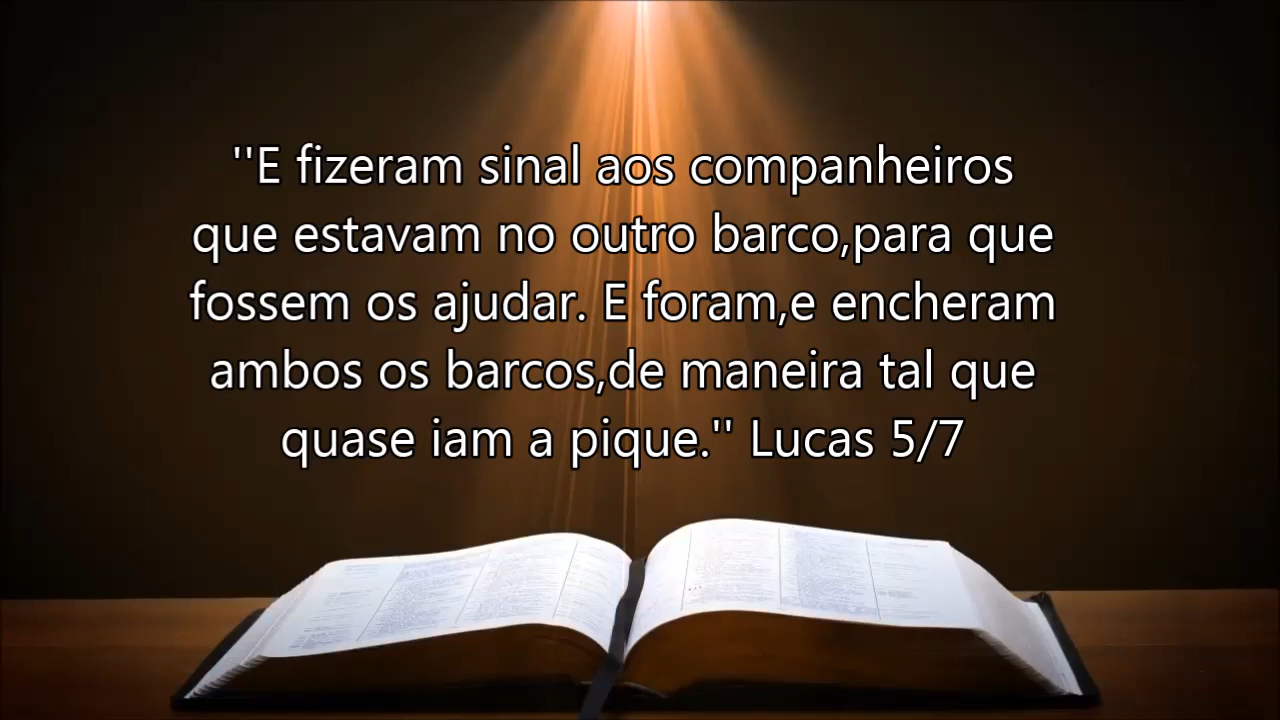 ''E fizeram sinal aos companheiros
que estavam no outro barco,para que
fossem os ajudar. E foram,e encheram
ambos os barcos,de maneira tal que
quase iam a pique.'' Lucas 5/7